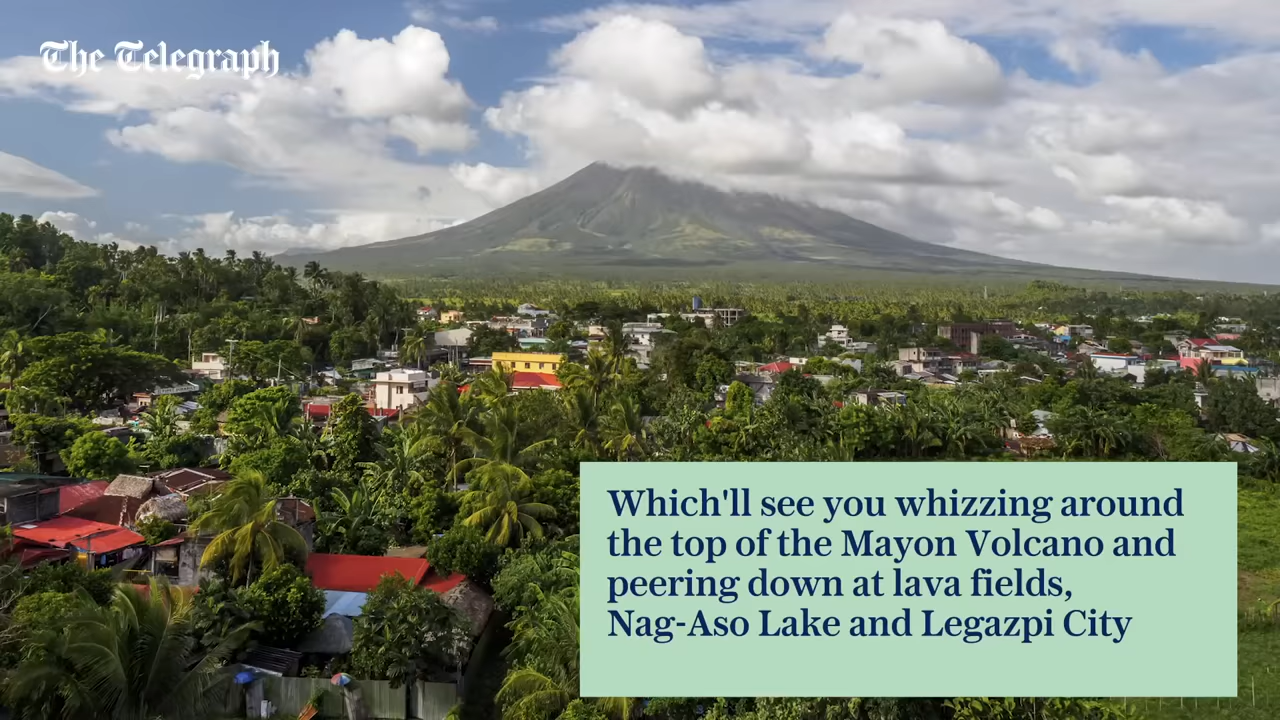 The Telegraph
Which'll see you whizzing around
the top of the Mayon Volcano and
peering down at lava fields,
Nag-Aso Lake and Legazpi City